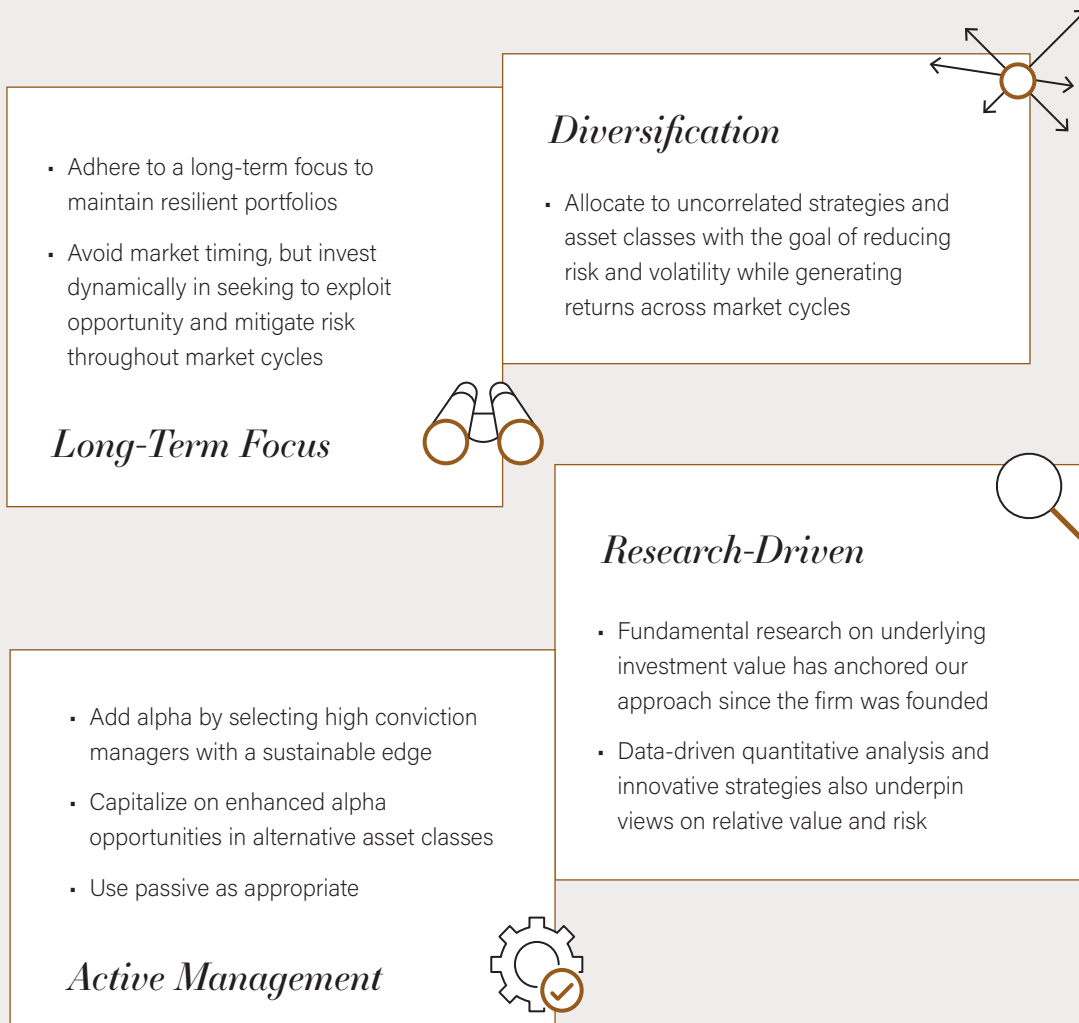 ▪ Adhere to a long-term focus to
maintain resilient portfolios
▪ Avoid market timing, but invest
dynamically in seeking to exploit
opportunity and mitigate risk
throughout market cycles
Long-Term Focus
Diversification
▪ Allocate to uncorrelated strategies and
asset classes with the goal of reducing
risk and volatility while generating
returns across market cycles
Research-Driven
▪ Fundamental research on underlying
investment value has anchored our
approach since the firm was founded
▪ Data-driven quantitative analysis and
innovative strategies also underpin
views on relative value and risk
▪ Add alpha by selecting high conviction
managers with a sustainable edge
▪ Capitalize on enhanced alpha
opportunities in alternative asset classes
▪ Use passive as appropriate
Active Management